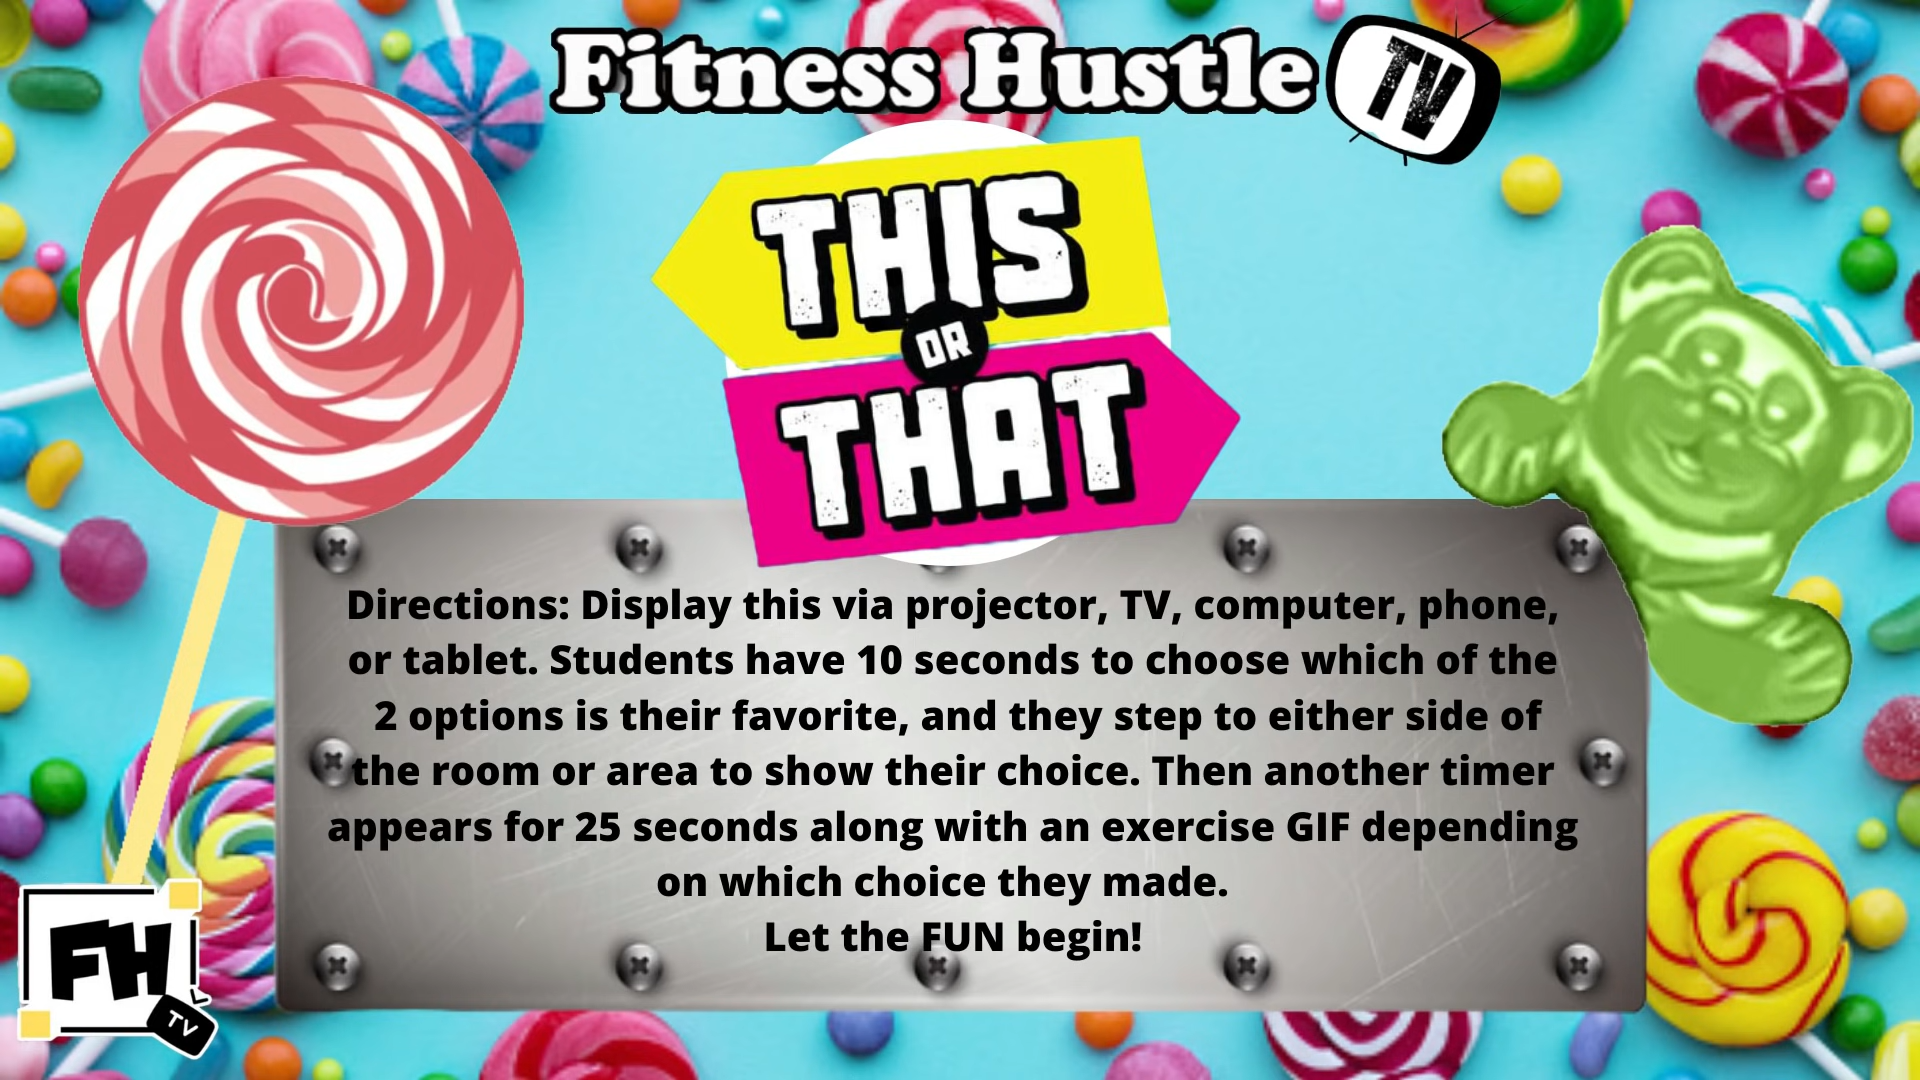 Fitness Hustle TV
THIS
OR
THAT
Directions: Display this via projector, TV, computer, phone,
or tablet. Students have 10 seconds to choose which of the
2 options is their favorite, and they step to either side of
the room or area to show their choice. Then another timer
appears for 25 seconds along with an exercise GIF depending
on which choice they made.
Let the FUN begin!
FH
TV